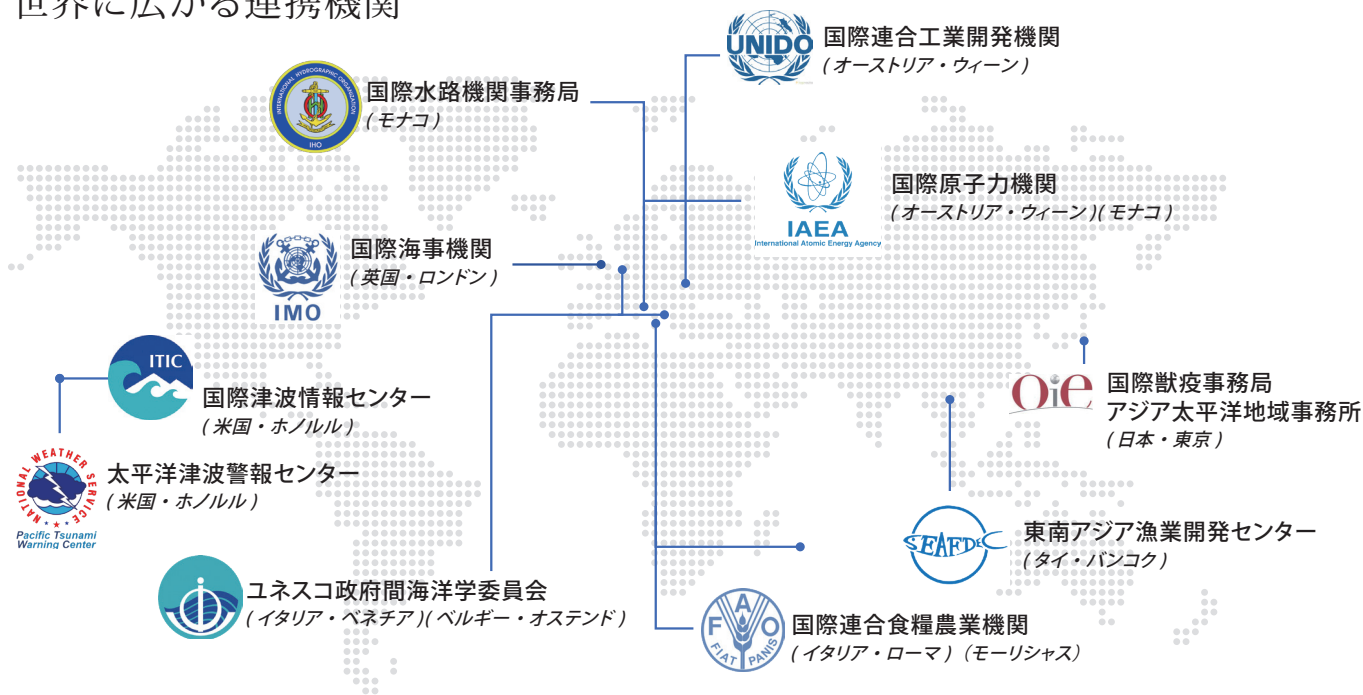 世界に広がる連携機関
UNIDO
国際連合工業開発機関
(オーストリア・ウィーン)
INTERNATIONAL HYDROGRAPHIC ORGANIZATION
IHO
国際水路機関事務局
(モナコ)
IAEA
International Atomic Energy Agency
国際原子力機関
(オーストリア・ウィーン)(モナコ)
IMO
国際海事機関
(英国・ロンドン)
ITIC
国際津波情報センター
(米国・ホノルル)
Oie
国際獣疫事務局
アジア太平洋地域事務所
(日本・東京)
NATIONAL WEATHER SERVICE
Pacific Tsunami
Warning Center
太平洋津波警報センター
(米国・ホノルル)
SEAFDEC
東南アジア漁業開発センター
(タイ・バンコク)
ユネスコ政府間海洋学委員会
(イタリア・ベネチア)(ベルギー・オステンド)
FAO
FIAT PANIS
国際連合食糧農業機関
(イタリア・ローマ)(モーリシャス)